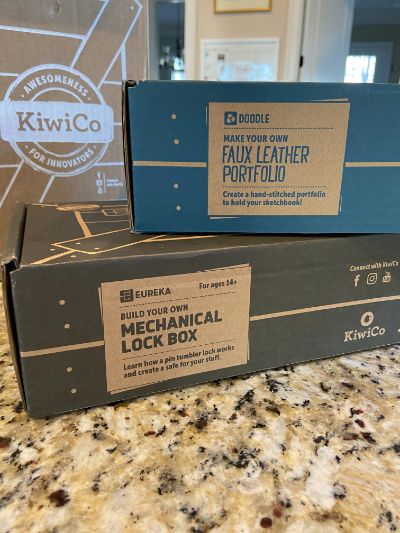 AWESOMENESS
KiwiCo
FOR INNOVATORS
DOODLE
MAKE YOUR OWN
FAUX LEATHER
PORTFOLIO
Create a hand-stitched portfolio
to hold your sketchbook!
EUREKA
For ages 14+
BUILD YOUR OWN
MECHANICAL
LOCK BOX
Learn how a pin tumbler lock works
and create a safe for your stuff.
Connect with KiwiCo
KiwiCo